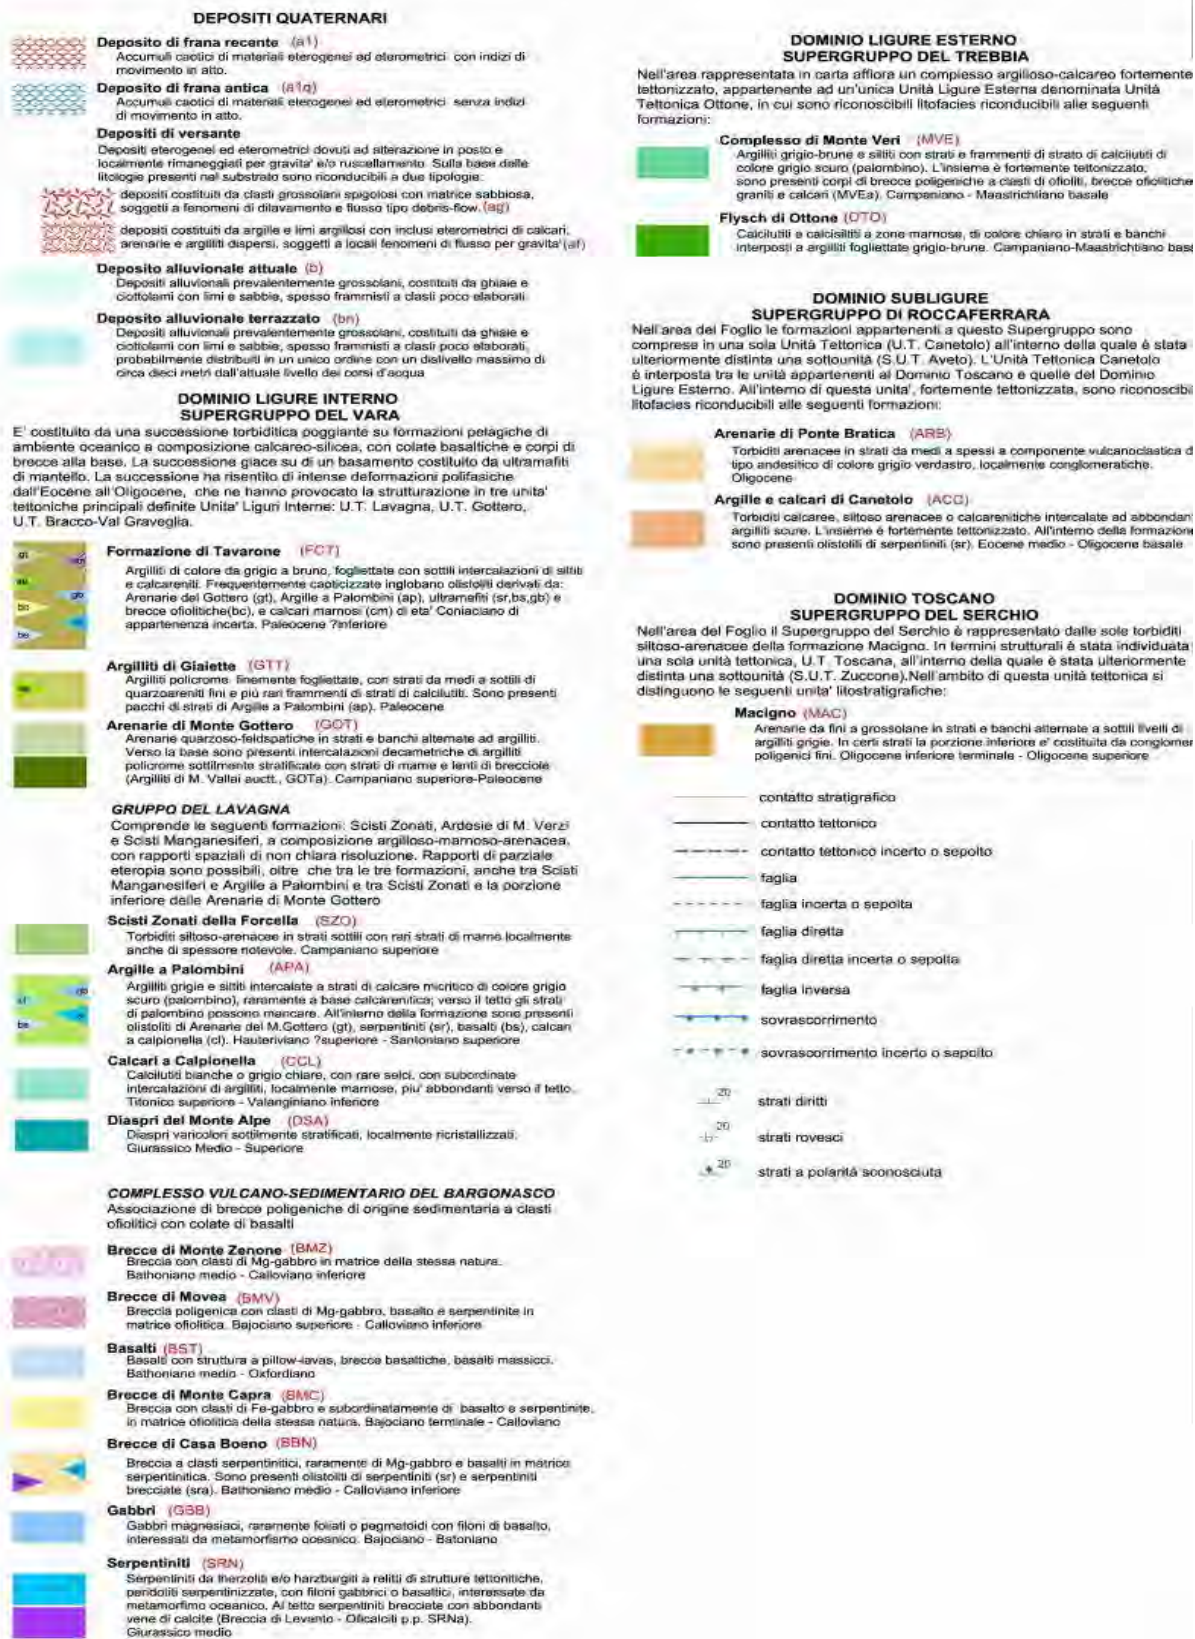 DEPOSITI QUATERNARI
Deposito di frana recente (a1)
Accumuli caotici di materiali eterogenei ed eterometrici con indizi di
movimento in atto.
Deposito di frana antica (a1q)
Accumuli caotici di materiali eterogenei ed eterometrici senza indizi
di movimento in atto.
Depositi di versante
Depositi eterogenei ed eterometrici dovuti ad alterazione in posto e
localmente rimaneggiati per gravita' e/o ruscellamento. Sulla base delle
litologie presenti nel substrato sono riconducibili a due tipologie:
depositi costituiti da clasti grossolani spigolosi con matrice sabbiosa,
soggetti a fenomeni di dilavamento e flusso tipo debris-flow. (ag)
depositi costituiti da argille e limi argillosi con inclusi eterometrici di calcari,
arenarie e argilliti dispersi, soggetti a locali fenomeni di flusso per gravita' (af)
Deposito alluvionale attuale (b)
Depositi alluvionali prevalentemente grossolani, costituiti da ghiaie e
ciottolami con limi e sabbie, spesso frammisti a clasti poco elaborati.
Deposito alluvionale terrazzato (bn)
Depositi alluvionali prevalentemente grossolani, costituiti da ghiaie e
ciottolami con limi e sabbie, spesso frammisti a clasti poco elaborati,
probabilmente distribuiti in un unico ordine con un dislivello massimo di
circa dieci metri dall'attuale livello dei corsi d'acqua
DOMINIO LIGURE INTERNO
SUPERGRUPPO DEL VARA
E' costituito da una successione torbiditica poggiante su formazioni pelagiche di
ambiente oceanico a composizione calcareo-silicea, con colate basaltiche e corpi di
brecce alla base. La successione giace su di un basamento costituito da ultramafiti
di mantello. La successione ha risentito di intense deformazioni polifasiche
dall'Eocene all'Oligocene, che ne hanno provocato la strutturazione in tre unita'
tettoniche principali definite Unita' Liguri Interne: U.T. Lavagna, U.T. Gottero,
U.T. Bracco-Val Graveglia.
gt
gb
bc
bs
Formazione di Tavarone (FCT)
Argilliti di colore da grigio a bruno, fogliettate con sottili intercalazioni di siltiti
e calcareniti. Frequentemente caoticizzate inglobano olistoliti derivati da:
Arenarie del Gottero (gt), Argille a Palombini (ap), ultramafiti (sr,bs,gb) e
brecce ofiolitiche(bc), e calcari marnosi (cm) di eta' Coniaciano di
appartenenza incerta. Paleocene ?inferiore
Argilliti di Giaiette (GTT)
Argilliti policrome finemente fogliettate, con strati da medi a sottili di
quarzoareniti fini e più rari frammenti di strati di calcilutiti. Sono presenti
pacchi di strati di Argille a Palombini (ap). Paleocene
Arenarie di Monte Gottero (GOT)
Arenarie quarzoso-feldspatiche in strati e banchi alternate ad argilliti.
Verso la base sono presenti intercalazioni decametriche di argilliti
policrome sottilmente stratificate con strati di marne e lenti di brecciole
(Argilliti di M. Vallai auctt., GOTa). Campaniano superiore-Paleocene
GRUPPO DEL LAVAGNA
Comprende le seguenti formazioni: Scisti Zonati, Ardesie di M. Verzi
e Scisti Manganesiferi, a composizione argilloso-marnoso-arenacea,
con rapporti spaziali di non chiara risoluzione. Rapporti di parziale
eteropia sono possibili, oltre che tra le tre formazioni, anche tra Scisti
Manganesiferi e Argille a Palombini e tra Scisti Zonati e la porzione
inferiore delle Arenarie di Monte Gottero
Scisti Zonati della Forcella (SZO)
Torbiditi siltoso-arenacee in strati sottili con rari strati di marne localmente
anche di spessore notevole. Campaniano superiore
cl
gb
bs
Argille a Palombini (APA)
Argilliti grigie e siltiti intercalate a strati di calcare micritico di colore grigio
scuro (palombino), raramente a base calcarenitica; verso il tetto gli strati
di palombino possono mancare. All'interno della formazione sono presenti
olistoliti di Arenarie del M.Gottero (gt), serpentiniti (sr), basalti (bs), calcari
a calpionella (cl). Hauteriviano ?superiore - Santoniano superiore
Calcari a Calpionella (CCL)
Calcilutiti bianche o grigio chiare, con rare selci, con subordinate
intercalazioni di argilliti, localmente marnose, piu' abbondanti verso il tetto.
Titonico superiore - Valanginiano inferiore
Diaspri del Monte Alpe (DSA)
Diaspri varicolori sottilmente stratificati, localmente ricristallizzati.
Giurassico Medio - Superiore
COMPLESSO VULCANO-SEDIMENTARIO DEL BARGONASCO
Associazione di brecce poligeniche di origine sedimentaria a clasti
ofiolitici con colate di basalti
Brecce di Monte Zenone (BMZ)
Breccia con clasti di Mg-gabbro in matrice della stessa natura.
Bathoniano medio - Calloviano inferiore
Brecce di Movea (BMV)
Breccia poligenica con clasti di Mg-gabbro, basalto e serpentinite in
matrice ofiolitica. Bajociano superiore - Calloviano inferiore
Basalti (BST)
Basalti con struttura a pillow-lavas, brecce basaltiche, basalti massicci.
Bathoniano medio - Oxfordiano
Brecce di Monte Capra (BMC)
Breccia con clasti di Fe-gabbro e subordinatamente di basalto e serpentinite,
in matrice ofiolitica della stessa natura. Bajociano terminale - Calloviano
Brecce di Casa Boeno (BBN)
Breccia a clasti serpentinitici, raramente di Mg-gabbro e basalti in matrice
serpentinitica. Sono presenti olistoliti di serpentiniti (sr) e serpentiniti
brecciate (sra). Bathoniano medio - Calloviano inferiore
Gabbri (GBB)
Gabbri magnesiaci, raramente foliati o pegmatoidi con filoni di basalto,
interessati da metamorfismo oceanico. Bajociano - Batoniano
Serpentiniti (SRN)
Serpentiniti da lherzoliti e/o harzburgiti a relitti di strutture tettonitiche,
peridotiti serpentinizzate, con filoni gabbrici o basaltici, interessate da
metamorfimo oceanico. Al tetto serpentiniti brecciate con abbondanti
vene di calcite (Breccia di Levanto - Oficalciti p.p. SRNa).
Giurassico medio
DOMINIO LIGURE ESTERNO
SUPERGRUPPO DEL TREBBIA
Nell'area rappresentata in carta affiora un complesso argilloso-calcareo fortemente
tettonizzato, appartenente ad un'unica Unità Ligure Esterna denominata Unità
Tettonica Ottone, in cui sono riconoscibili litofacies riconducibili alle seguenti
formazioni:
Complesso di Monte Veri (MVE)
Argilliti grigio-brune e siltiti con strati e frammenti di strato di calcilutiti di
colore grigio scuro (palombino). L'insieme è fortemente tettonizzato,
sono presenti corpi di brecce poligeniche a clasti di ofioliti, brecce ofiolitiche
graniti e calcari (MVEa). Campaniano - Maastrichtiano basale
Flysch di Ottone (OTO)
Calcilutiti e calcisiltiti a zone marnose, di colore chiaro in strati e banchi
interposti a argilliti fogliettate grigio-brune. Campaniano-Maastrichtiano bas
DOMINIO SUBLIGURE
SUPERGRUPPO DI ROCCAFERRARA
Nell'area del Foglio le formazioni appartenenti a questo Supergruppo sono
comprese in una sola Unità Tettonica (U.T. Canetolo) all'interno della quale è stata
ulteriormente distinta una sottounità (S.U.T. Aveto). L'Unità Tettonica Canetolo
è interposta tra le unità appartenenti al Dominio Toscano e quelle del Dominio
Ligure Esterno. All'interno di questa unita', fortemente tettonizzata, sono riconoscibi
litofacies riconducibili alle seguenti formazioni:
Arenarie di Ponte Bratica (ARB)
Torbiditi arenacee in strati da medi a spessi a componente vulcanoclastica d
tipo andesitico di colore grigio verdastro, localmente conglomeratiche.
Oligocene
Argille e calcari di Canetolo (ACC)
Torbiditi calcaree, siltoso arenacee o calcarenitiche intercalate ad abbondan
argilliti scure. L'insieme è fortemente tettonizzato. All'interno della formazione
sono presenti olistoliti di serpentiniti (sr). Eocene medio - Oligocene basale
DOMINIO TOSCANO
SUPERGRUPPO DEL SERCHIO
Nell'area del Foglio il Supergruppo del Serchio è rappresentato dalle sole torbiditi
siltoso-arenacee della formazione Macigno. In termini strutturali è stata individuata
una sola unità tettonica, U.T. Toscana, all'interno della quale è stata ulteriormente
distinta una sottounità (S.U.T. Zuccone).Nell'ambito di questa unità tettonica si
distinguono le seguenti unita' litostratigrafiche:
Macigno (MAC)
Arenarie da fini a grossolane in strati e banchi alternate a sottili livelli di
argilliti grigie. In certi strati la porzione inferiore e' costituita da conglomer
poligenici fini. Oligocene inferiore terminale - Oligocene superiore
contatto stratigrafico
contatto tettonico
contatto tettonico incerto o sepolto
faglia
faglia incerta o sepolta
faglia diretta
faglia diretta incerta o sepolta
faglia inversa
sovrascorrimento
sovrascorrimento incerto o sepolto
20 strati diritti
20 strati rovesci
20 strati a polarità sconosciuta